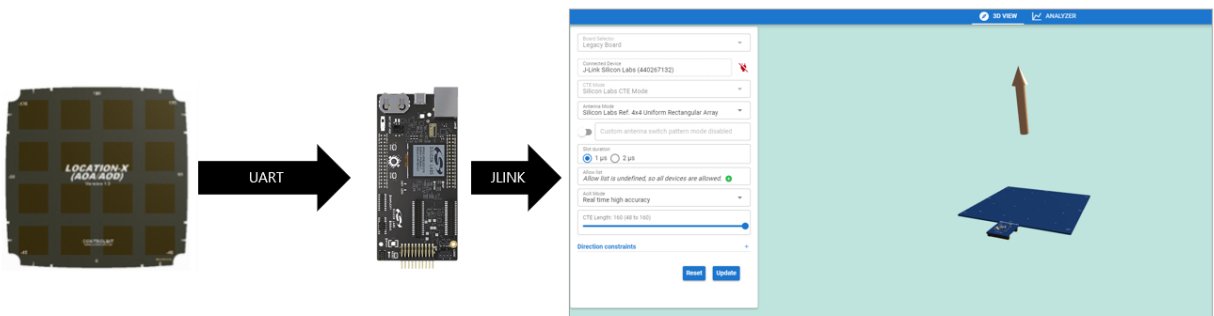 LOCATION-X
(AOA/AOD)
Version 1.0
UART
JLINK
3D VIEW
ANALYZER
Board Selector
Legacy Board
Connected Device
J-Link Silicon Labs (440267132)
CTE Mode
Silicon Labs CTE Mode
Antenna Mode
Silicon Labs Ref. 4x4 Uniform Rectangular Array
Custom antenna switch pattern mode disabled
Slot duration
1 µs
2 µs
Allow list
Allow list is undefined, so all devices are allowed.
AoX Mode
Real time high accuracy
CTE Length: 160 (48 to 160)
Direction constraints
Reset
Update